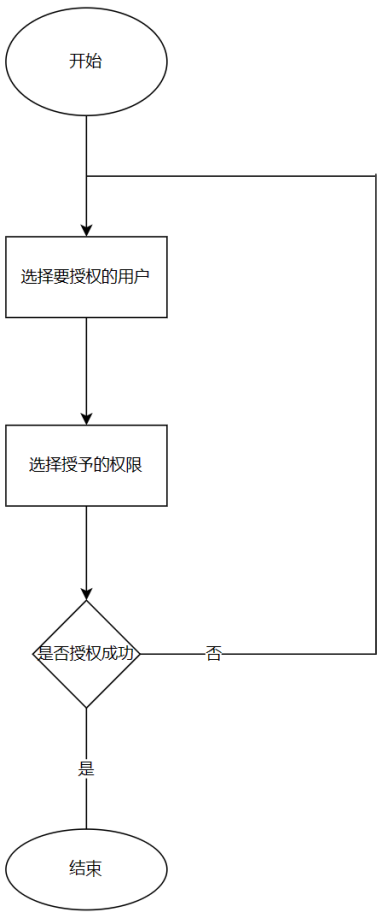 开始
选择要授权的用户
选择授予的权限
是否授权成功
否
是
结束